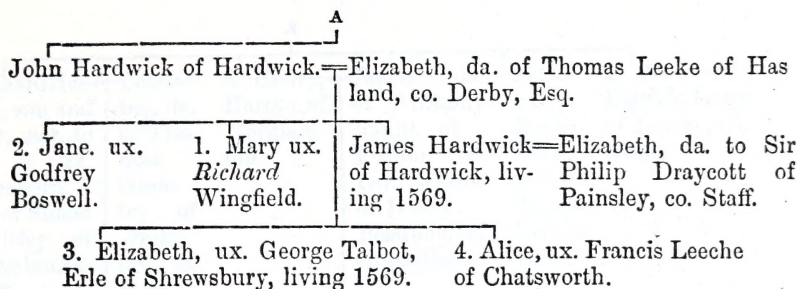 A
John Hardwick of Hardwick.=Elizabeth, da. of Thomas Leeke of Has
land, co. Derby, Esq.
2. Jane. ux.
Godfrey
Boswell.
1. Mary ux.
Richard
Wingfield.
James Hardwick=Elizabeth, da. to Sir
of Hardwick, liv- Philip Draycott of
ing 1569. Painsley, co. Staff.
3. Elizabeth, ux. George Talbot,
Erle of Shrewsbury, living 1569.
4. Alice, ux. Francis Leeche
of Chatsworth.